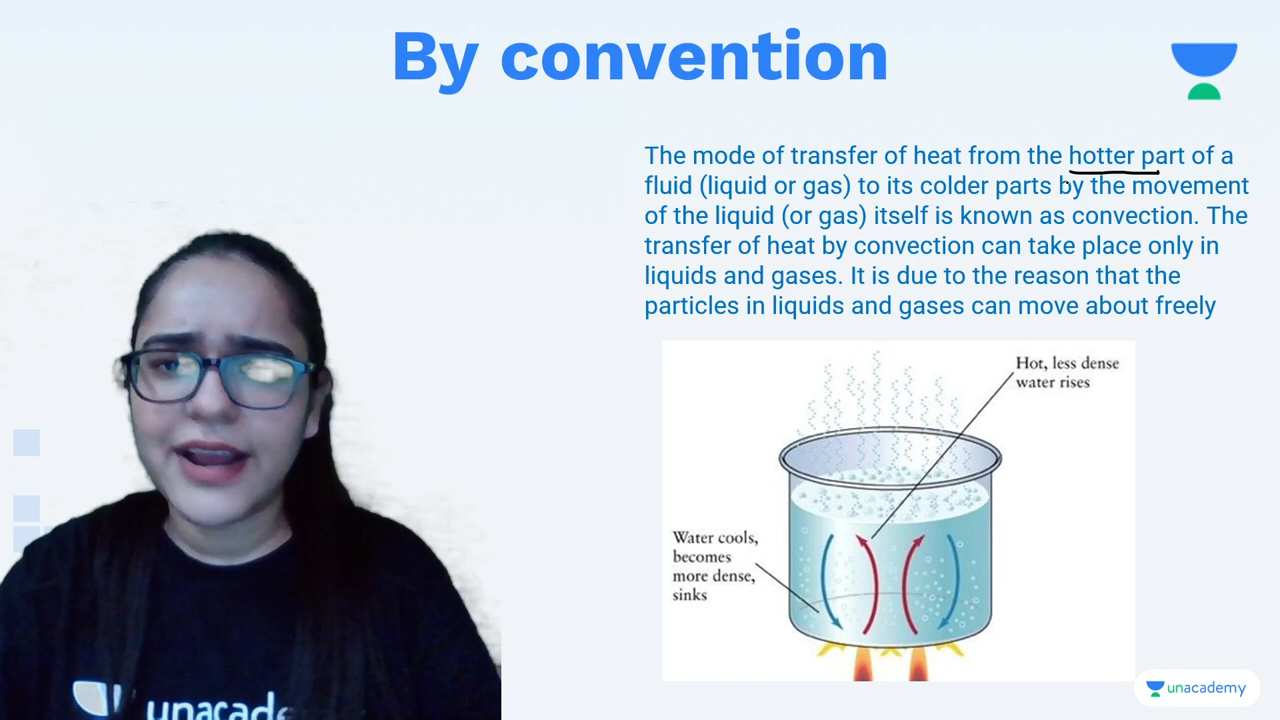 By convention
The mode of transfer of heat from the hotter part of a
fluid (liquid or gas) to its colder parts by the movement
of the liquid (or gas) itself is known as convection. The
transfer of heat by convection can take place only in
liquids and gases. It is due to the reason that the
particles in liquids and gases can move about freely
Hot, less dense
water rises
Water cools,
becomes
more dense,
sinks
unacade
unacademy